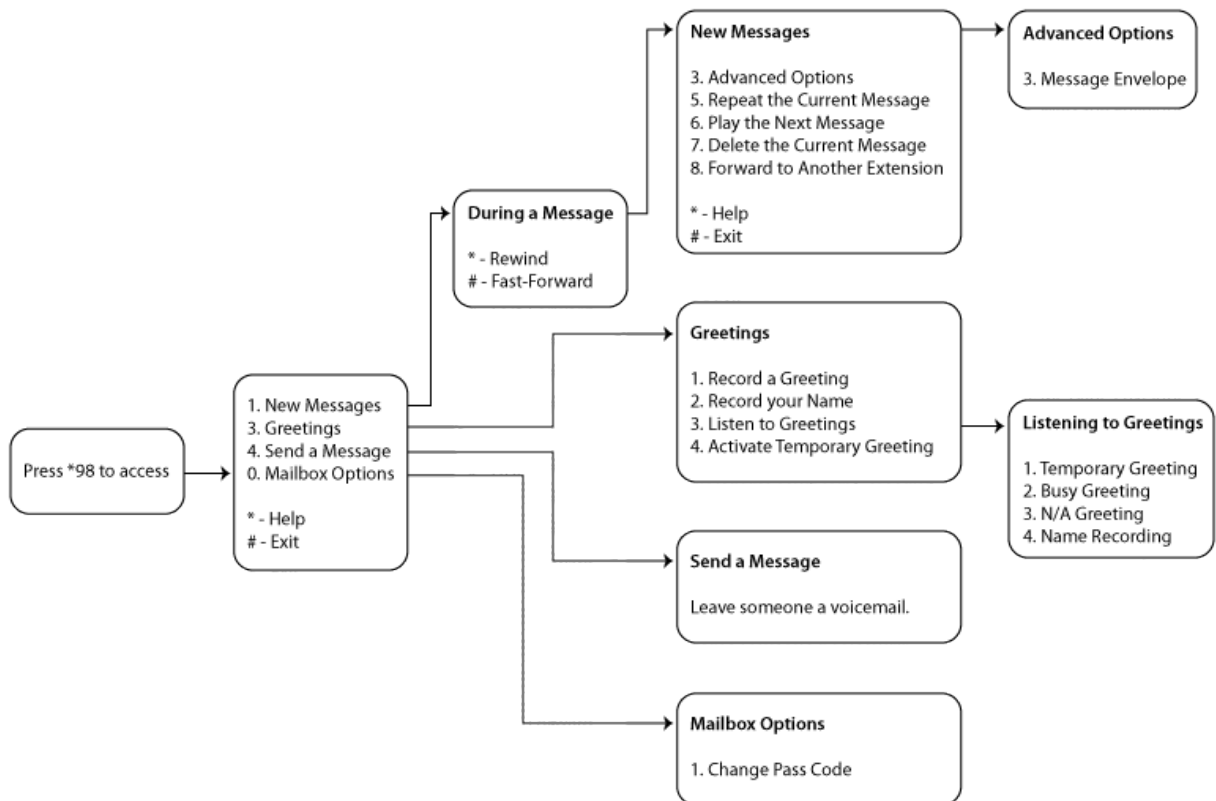 Press *98 to access
1. New Messages
3. Greetings
4. Send a Message
0. Mailbox Options
* - Help
# - Exit
During a Message
* - Rewind
# - Fast-Forward
New Messages
3. Advanced Options
5. Repeat the Current Message
6. Play the Next Message
7. Delete the Current Message
8. Forward to Another Extension
* - Help
# - Exit
Advanced Options
3. Message Envelope
Greetings
1. Record a Greeting
2. Record your Name
3. Listen to Greetings
4. Activate Temporary Greeting
Listening to Greetings
1. Temporary Greeting
2. Busy Greeting
3. N/A Greeting
4. Name Recording
Send a Message
Leave someone a voicemail.
Mailbox Options
1. Change Pass Code